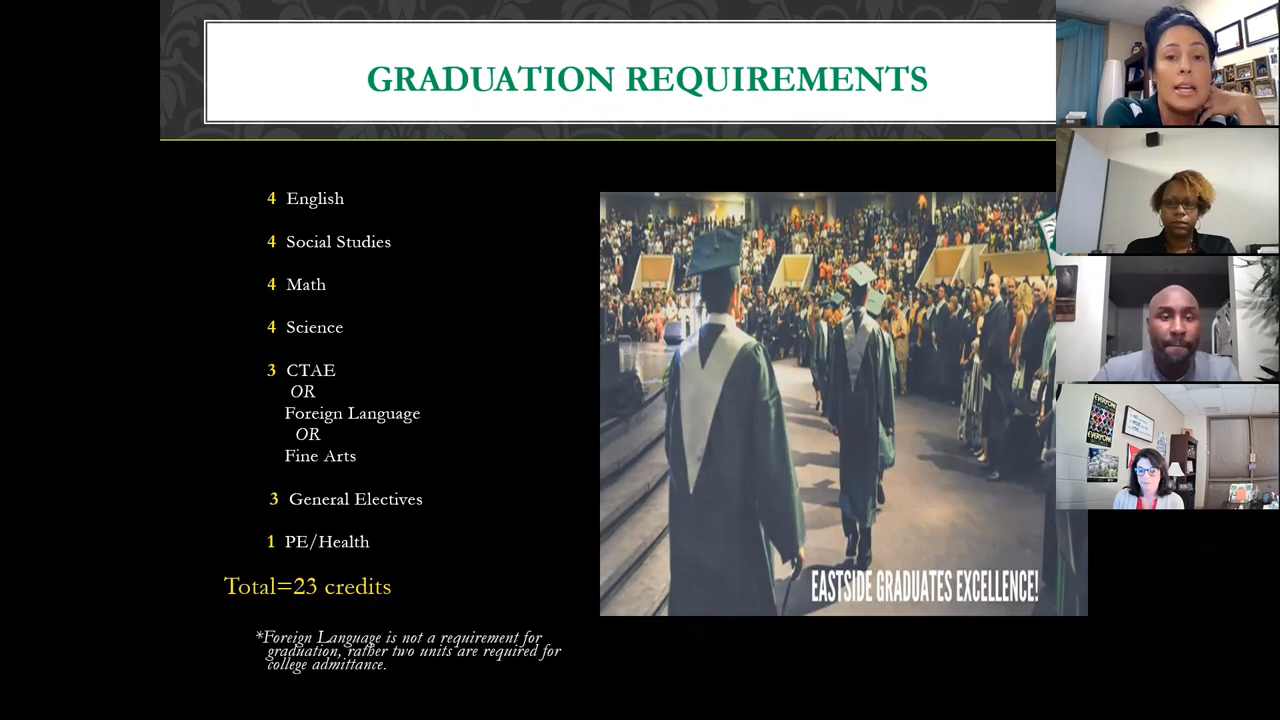 GRADUATION REQUIREMENTS
4 English
4 Social Studies
4 Math
4 Science
3 CTAE
OR
Foreign Language
OR
Fine Arts
3 General Electives
1 PE/Health
Total=23 credits
*Foreign Language is not a requirement for
graduation, rather two units are required for
college admittance.
EASTSIDE GRADUATES EXCELLENCE!
EVERYONE
EVERYONE